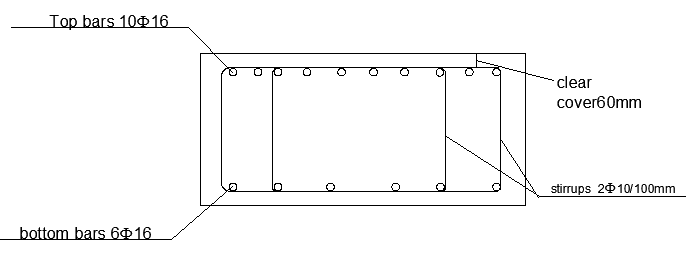 Top bars 10Φ16
clear
cover60mm
stirrups 2Φ10/100mm
bottom bars 6Φ16